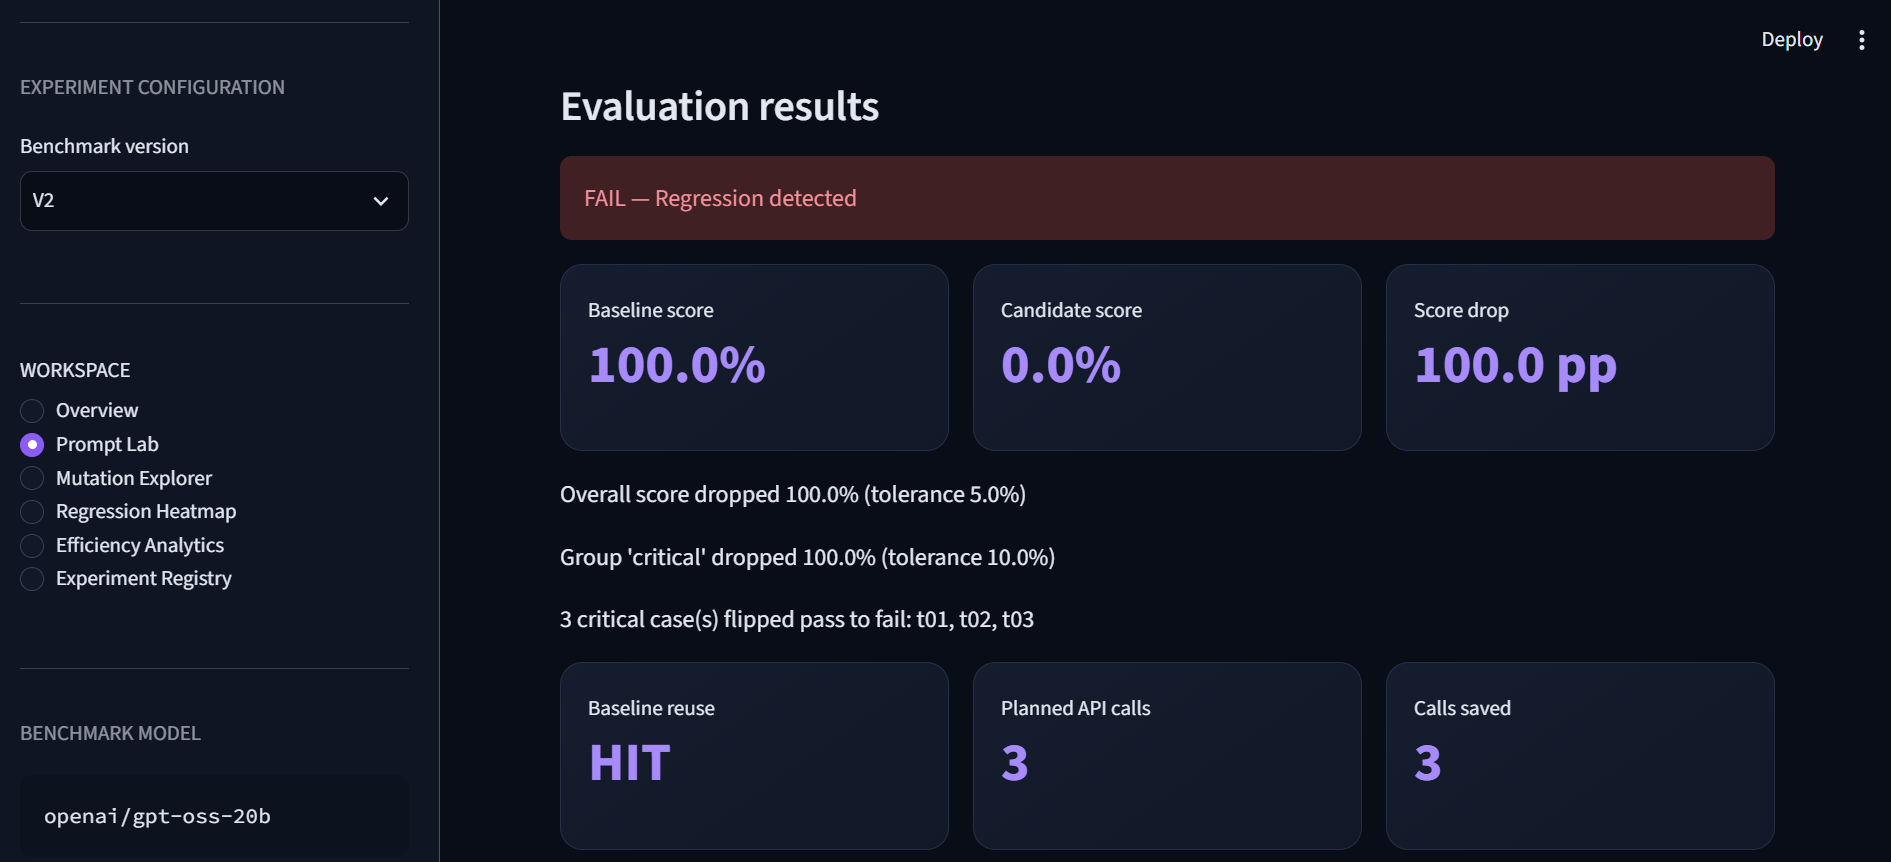 EXPERIMENT CONFIGURATION
Benchmark version
V2
WORKSPACE
Overview
Prompt Lab
Mutation Explorer
Regression Heatmap
Efficiency Analytics
Experiment Registry
BENCHMARK MODEL
openai/gpt-oss-20b
Deploy
Evaluation results
FAIL — Regression detected
Baseline score
100.0%
Candidate score
0.0%
Score drop
100.0 pp
Overall score dropped 100.0% (tolerance 5.0%)
Group 'critical' dropped 100.0% (tolerance 10.0%)
3 critical case(s) flipped pass to fail: t01, t02, t03
Baseline reuse
HIT
Planned API calls
3
Calls saved
3